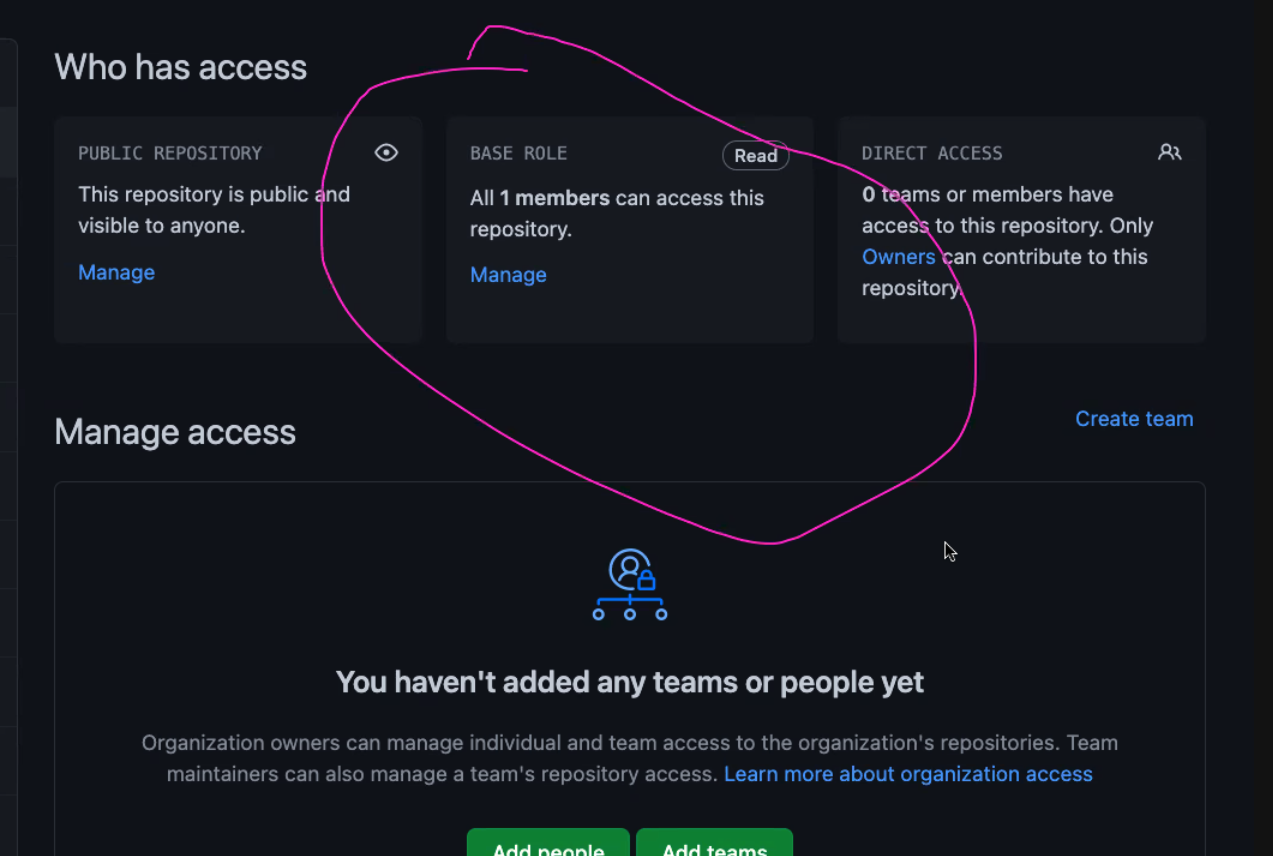 Who has access
PUBLIC REPOSITORY
This repository is public and
visible to anyone.
Manage
BASE ROLE
Read
All 1 members can access this
repository.
Manage
DIRECT ACCESS
0 teams or members have
access to this repository. Only
Owners can contribute to this
repository.
Manage access
Create team
You haven't added any teams or people yet
Organization owners can manage individual and team access to the organization's repositories. Team
maintainers can also manage a team's repository access. Learn more about organization access
Add people
Add teams